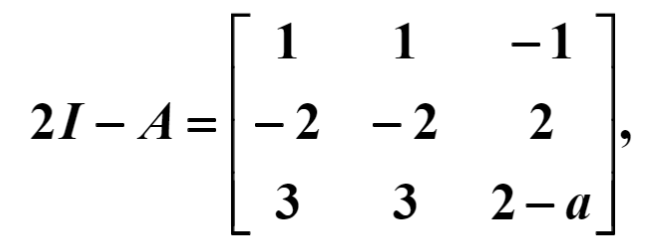 2I − A = [ 1 1 −1
−2 −2 2
3 3 2 − a ],